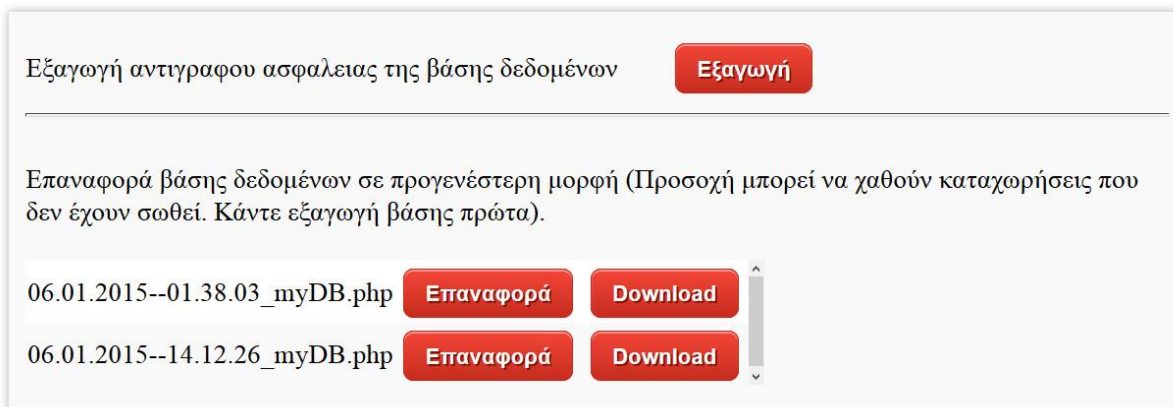 Εξαγωγή αντιγραφου ασφαλειας της βάσης δεδομένων Εξαγωγή
Επαναφορά βάσης δεδομένων σε προγενέστερη μορφή (Προσοχή μπορεί να χαθούν καταχωρήσεις που
δεν έχουν σωθεί. Κάντε εξαγωγή βάσης πρώτα).
06.01.2015--01.38.03_myDB.php Επαναφορά Download
06.01.2015--14.12.26_myDB.php Επαναφορά Download